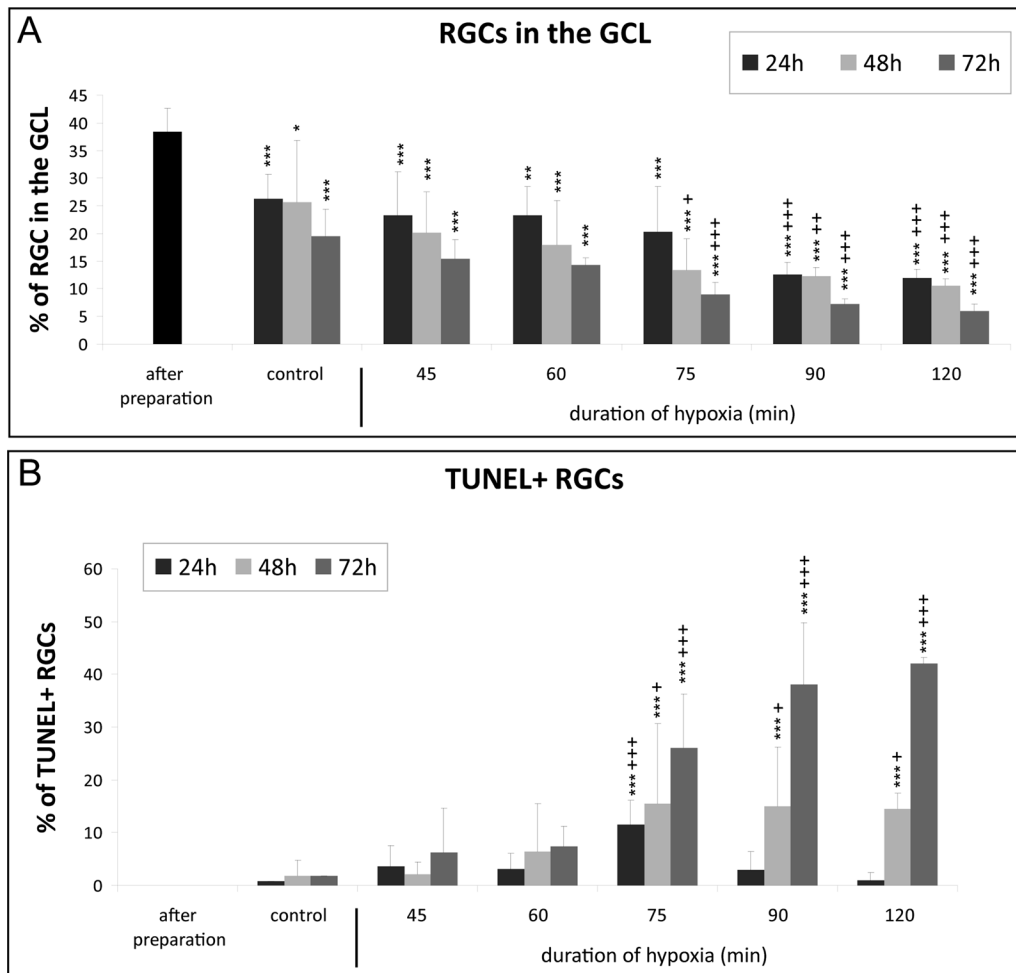 A
RGCs in the GCL
24h 48h 72h
% of RGC in the GCL
45
40
35
30
25
20
15
10
5
0
*** * ***
*** *** ***
** *** ***
*** ***+ ***+++
***+++ ***++ ***+++
***+++ ***+++ ***+++
after preparation control 45 60 75 90 120
duration of hypoxia (min)
B
TUNEL+ RGCs
24h 48h 72h
% of TUNEL+ RGCs
60
50
40
30
20
10
0
***+++ ***+ ***+++
***+ ***+++
***+ ***+++
after preparation control 45 60 75 90 120
duration of hypoxia (min)